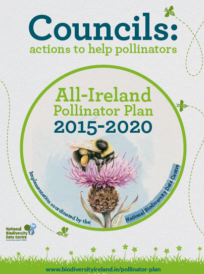 Councils:
actions to help pollinators
All-Ireland
Pollinator Plan
2015-2020
Implementation coordinated by the
National Biodiversity Data Centre
National
Biodiversity
Data Centre
www.biodiversityireland.ie/pollinator-plan